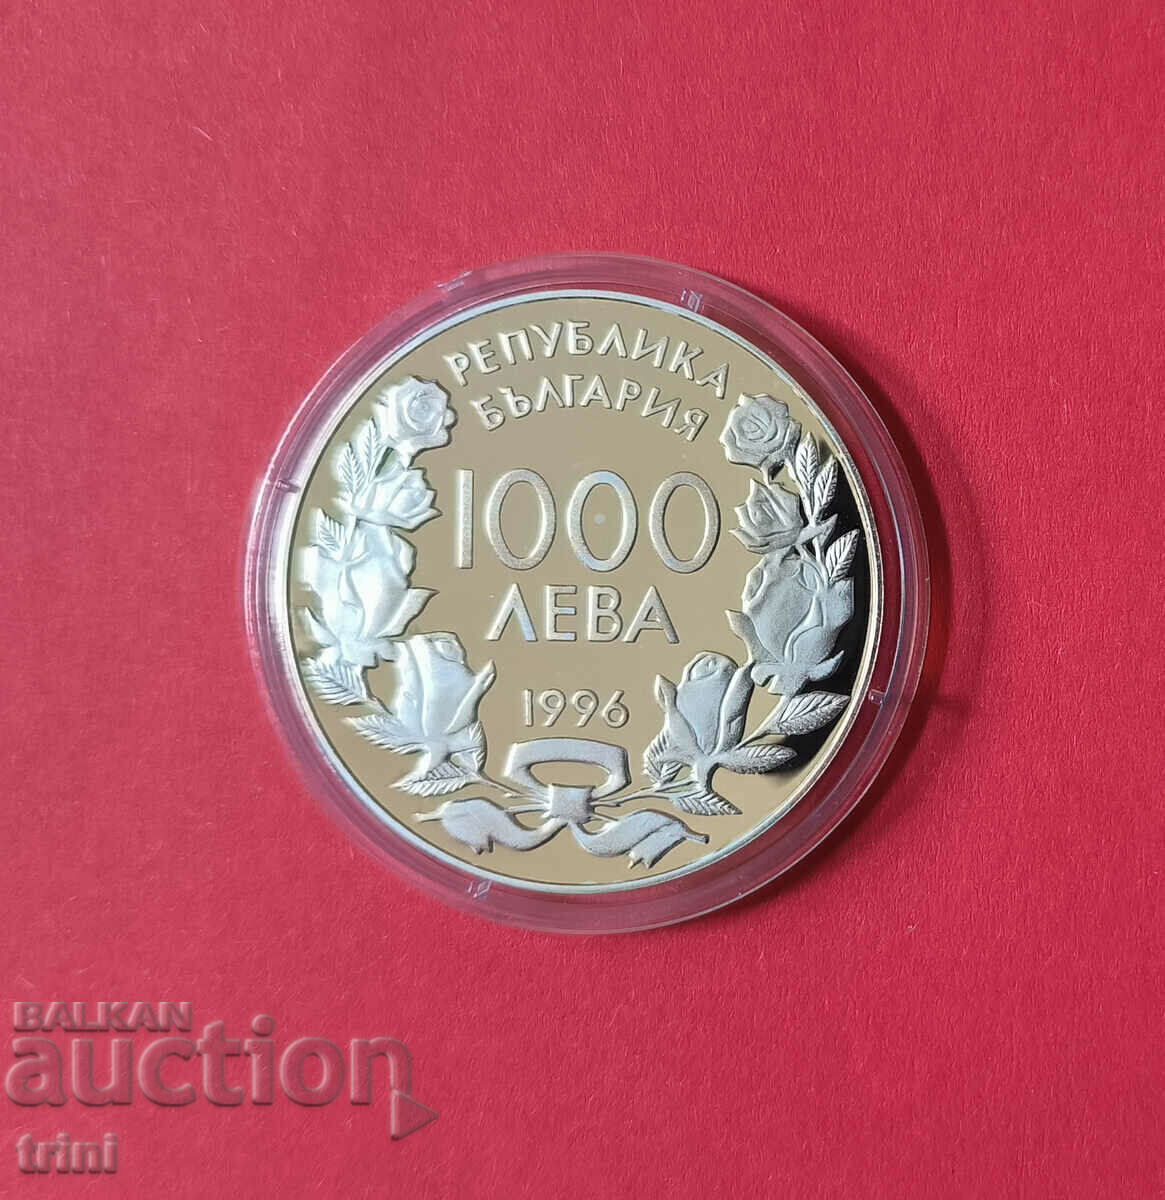 РЕПУБЛИКА
БЪЛГАРИЯ
1000
ЛЕВА
1996
BALKAN
auction
trini